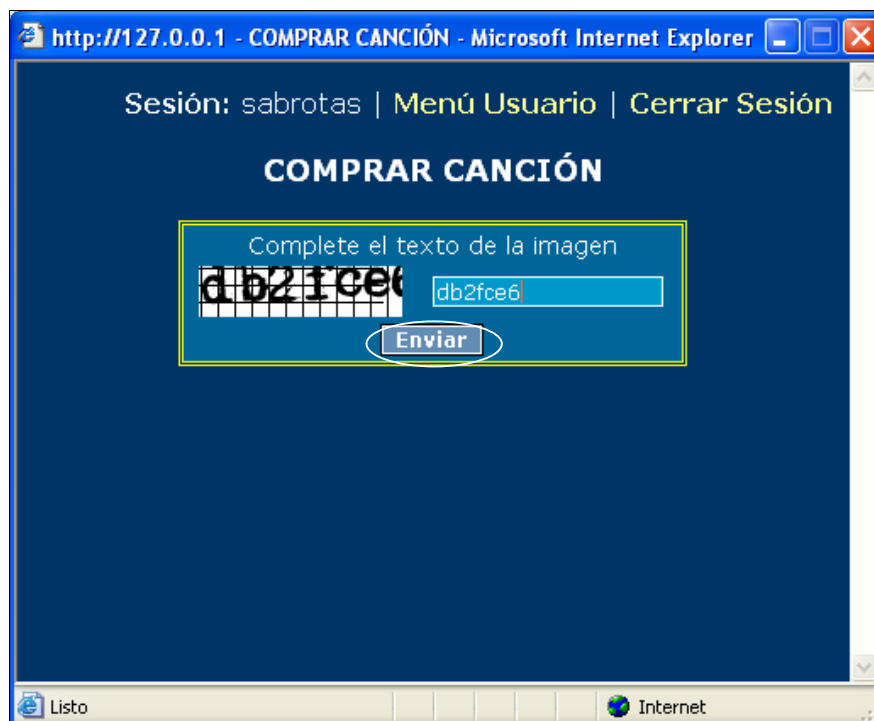 http://127.0.0.1 - COMPRAR CANCIÓN - Microsoft Internet Explorer
Sesión: sabrotas | Menú Usuario | Cerrar Sesión
COMPRAR CANCIÓN
Complete el texto de la imagen
db2fce6 db2fce6
Enviar
Listo Internet